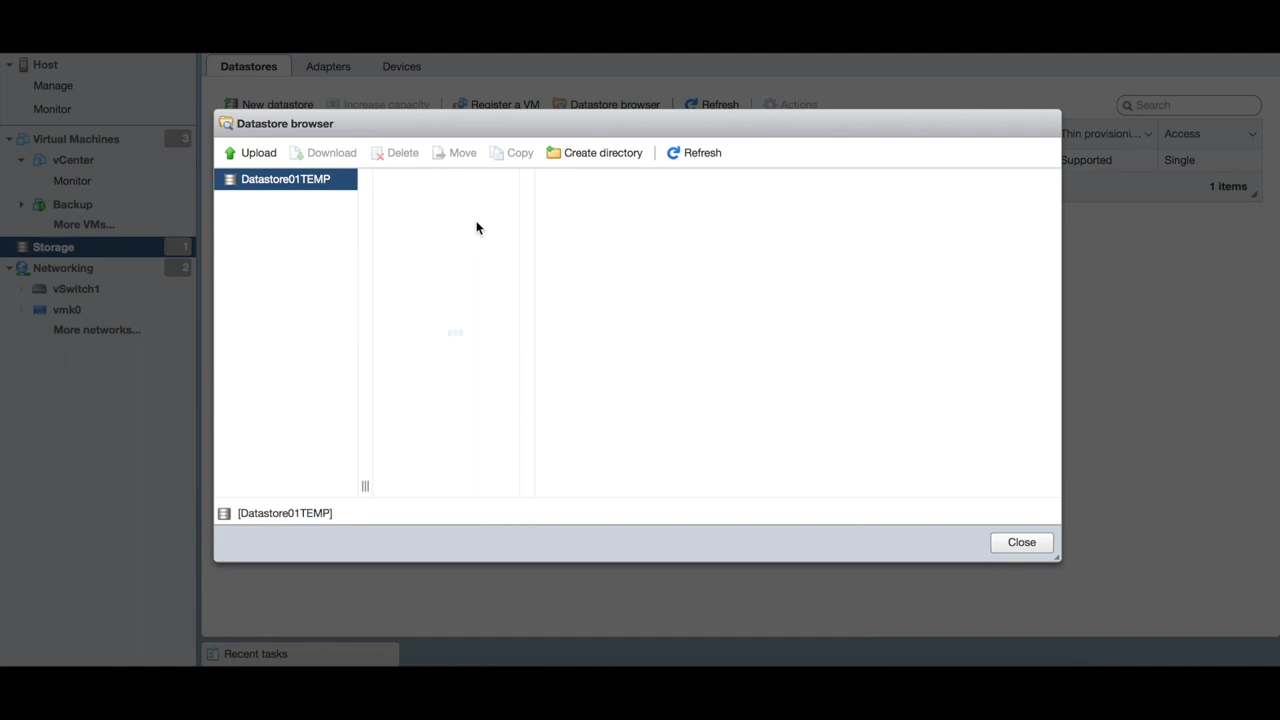 Host
Manage
Monitor
Virtual Machines 3
vCenter
Monitor
Backup
More VMs...
Storage 1
Networking 2
vSwitch1
vmk0
More networks...
Datastores Adapters Devices
New datastore Increase capacity Register a VM Datastore browser Refresh Actions
Search
Thin provisioni... Access
Supported Single
1 items
Datastore browser
Upload Download Delete Move Copy Create directory Refresh
Datastore01TEMP
[Datastore01TEMP]
Close
Recent tasks